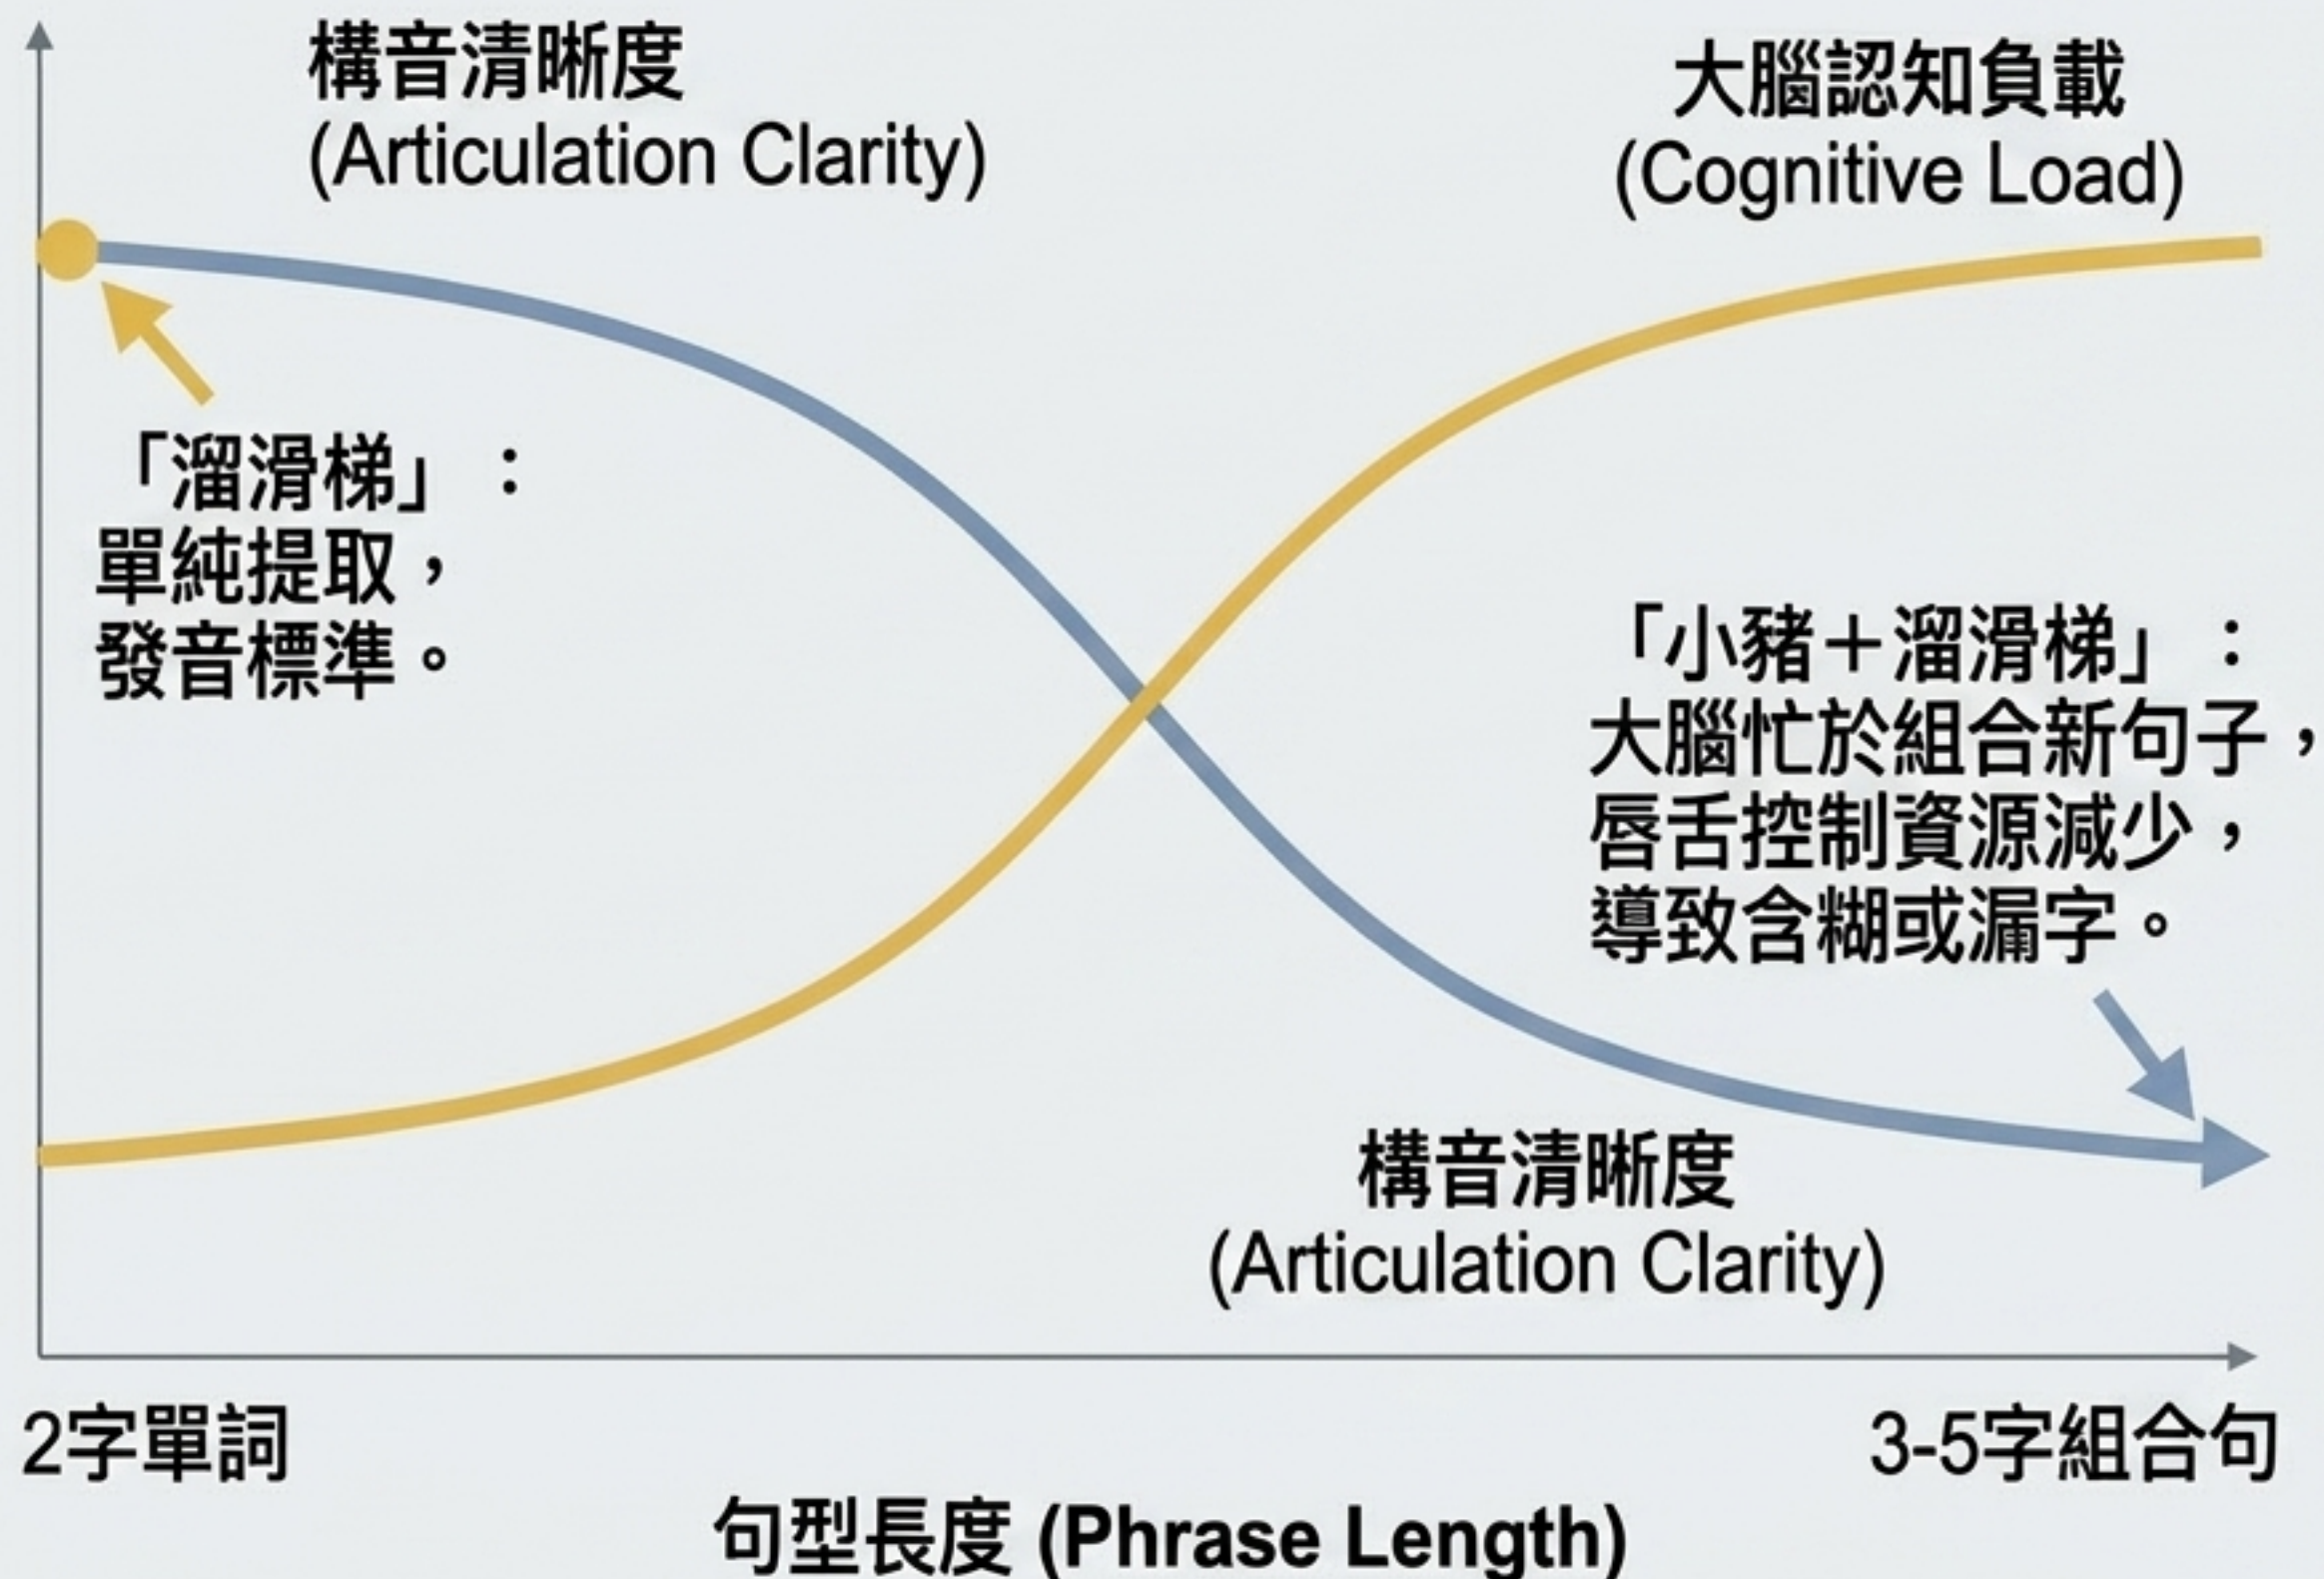 構音清晰度
(Articulation Clarity)
大腦認知負載
(Cognitive Load)
「溜滑梯」：
單純提取，
發音標準。
「小豬＋溜滑梯」：
大腦忙於組合新句子，
唇舌控制資源減少，
導致含糊或漏字。
構音清晰度
(Articulation Clarity)
2字單詞
3-5字組合句
句型長度 (Phrase Length)